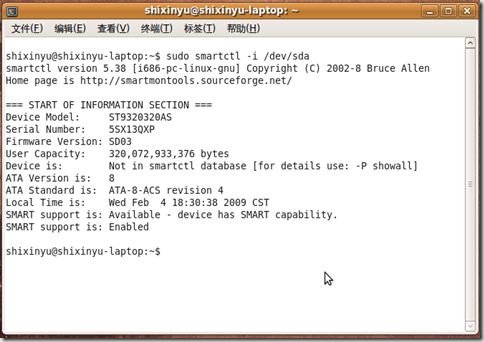 shixinyu@shixinyu-laptop: ~
文件(F) 编辑(E) 查看(V) 终端(T) 标签(T) 帮助(H)
shixinyu@shixinyu-laptop:~$ sudo smartctl -i /dev/sda
smartctl version 5.38 [i686-pc-linux-gnu] Copyright (C) 2002-8 Bruce Allen
Home page is http://smartmontools.sourceforge.net/
=== START OF INFORMATION SECTION ===
Device Model:     ST9320320AS
Serial Number:    5SX13QXP
Firmware Version: SD03
User Capacity:    320,072,933,376 bytes
Device is:        Not in smartctl database [for details use: -P showall]
ATA Version is:   8
ATA Standard is:  ATA-8-ACS revision 4
Local Time is:    Wed Feb  4 18:30:38 2009 CST
SMART support is: Available - device has SMART capability.
SMART support is: Enabled
shixinyu@shixinyu-laptop:~$